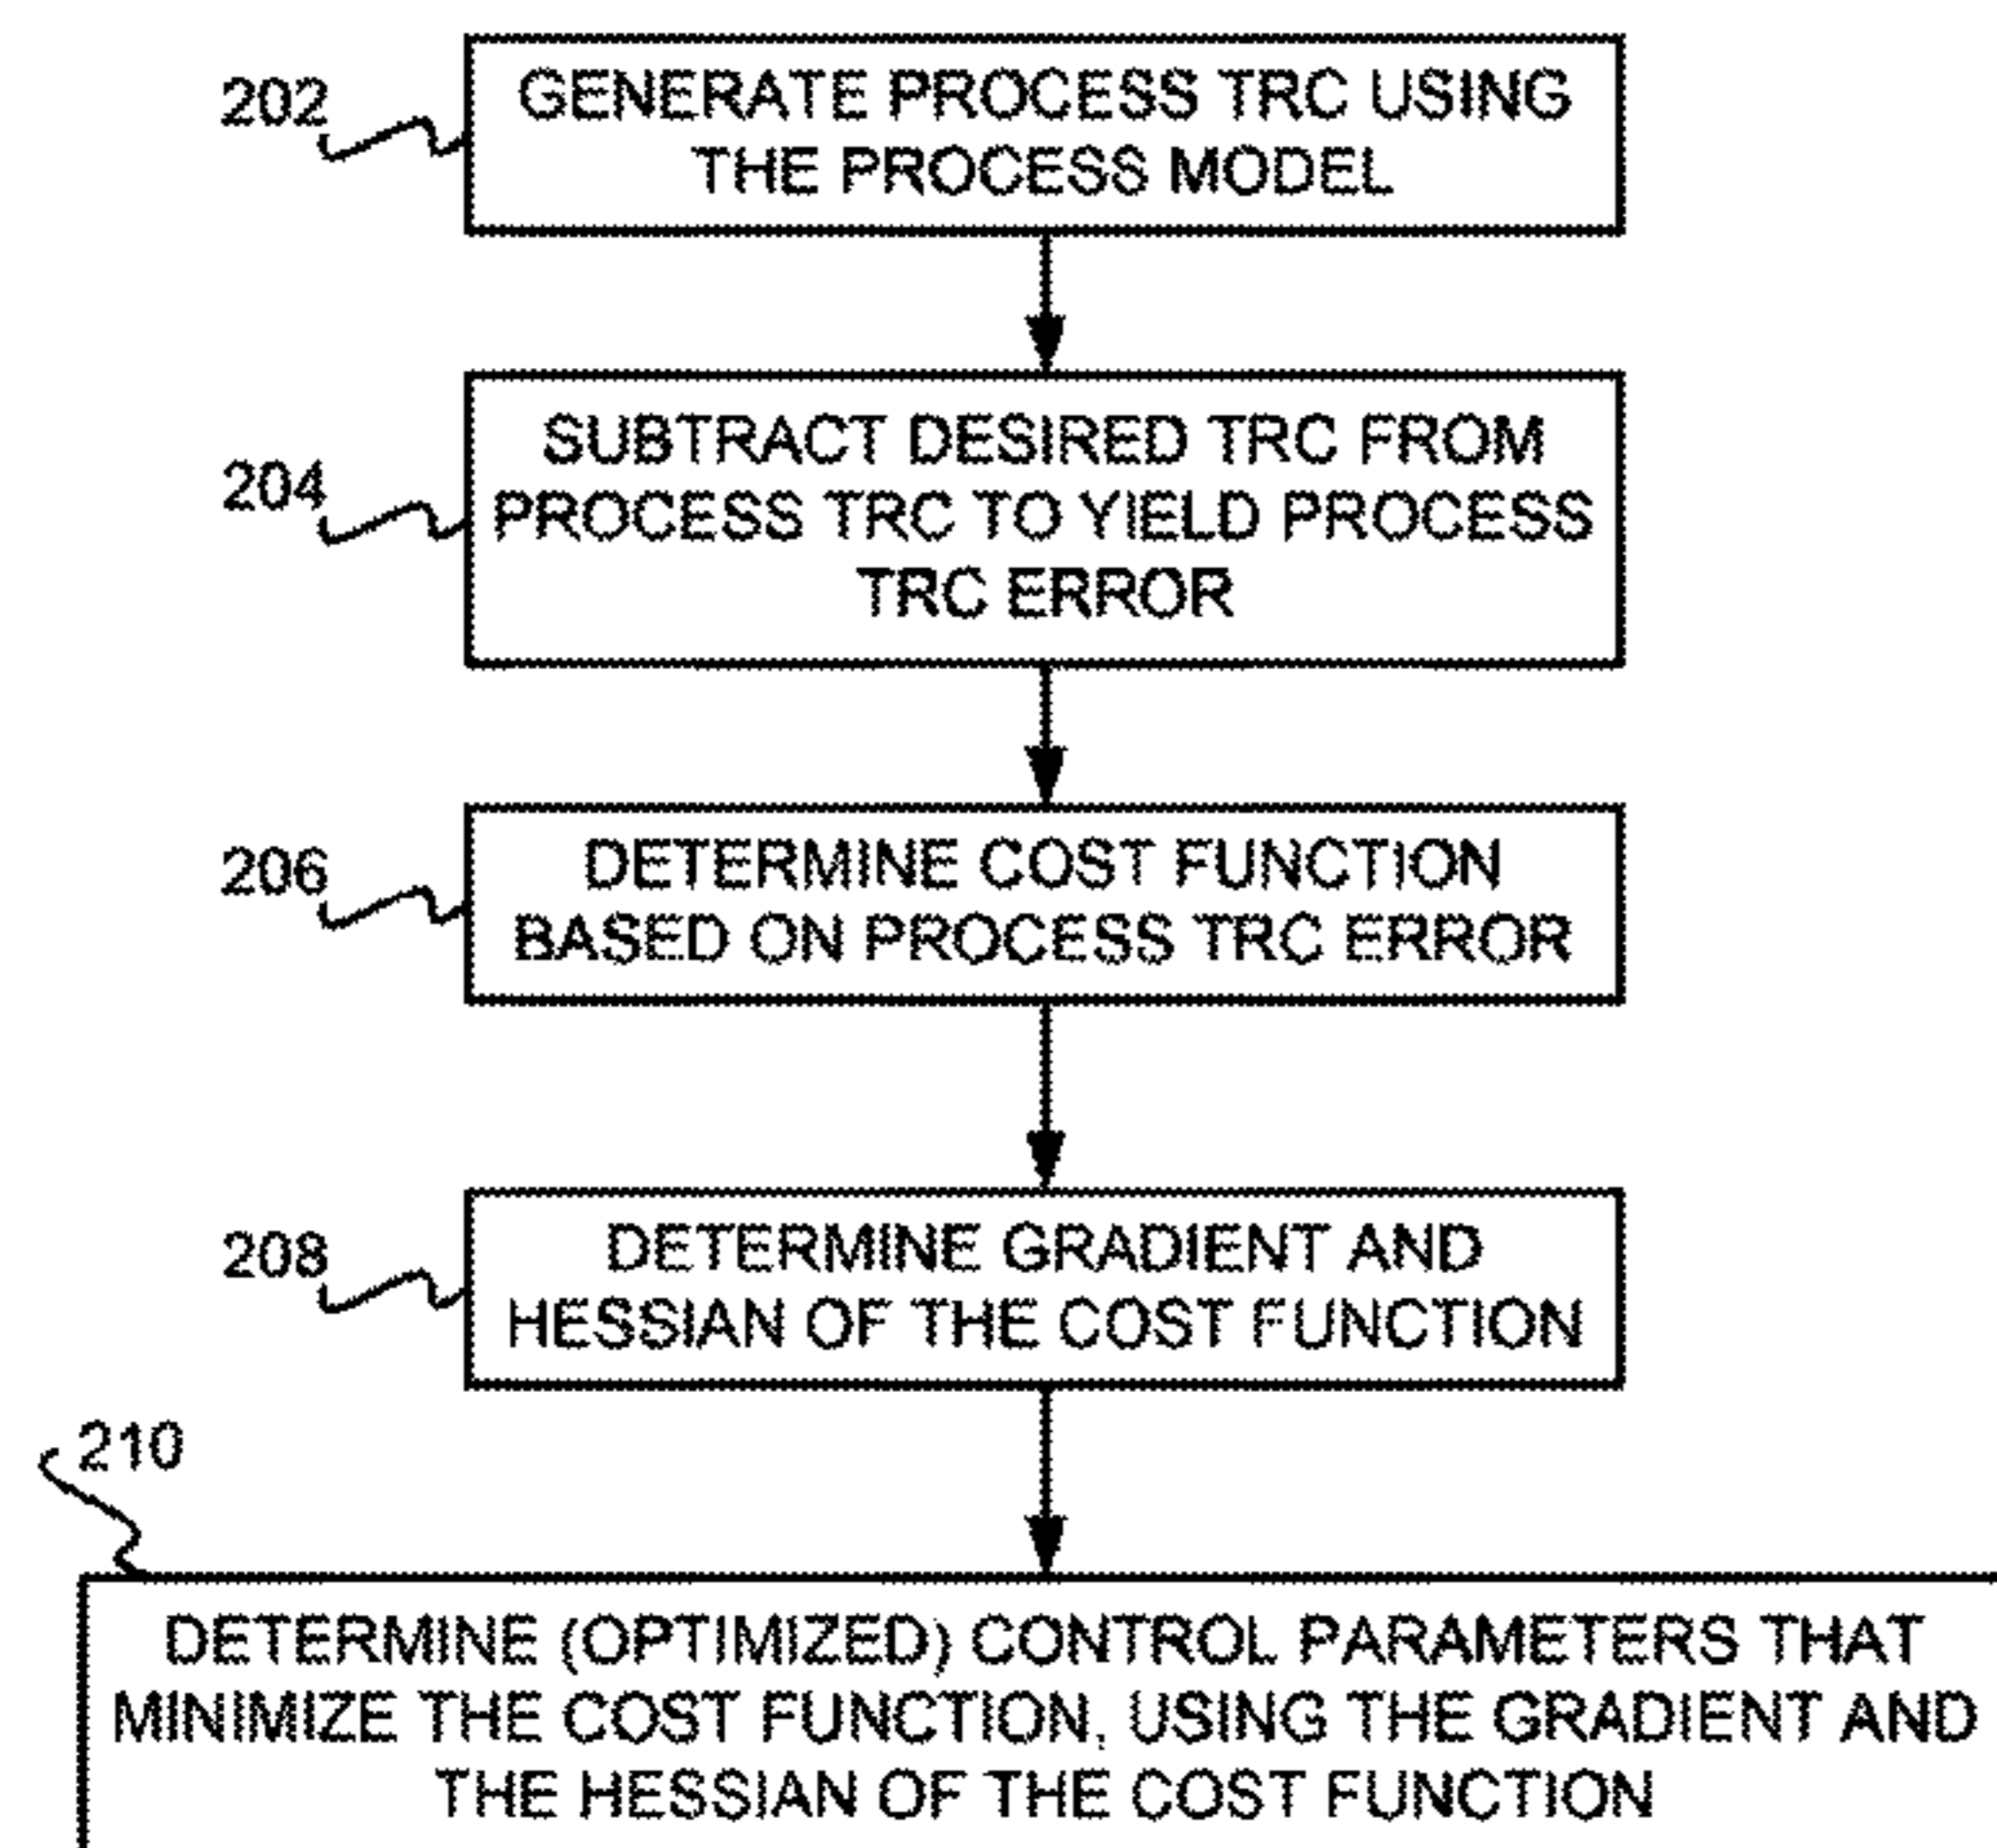 202
GENERATE PROCESS TRC USING
THE PROCESS MODEL
204
SUBTRACT DESIRED TRC FROM
PROCESS TRC TO YIELD PROCESS
TRC ERROR
206
DETERMINE COST FUNCTION
BASED ON PROCESS TRC ERROR
208
DETERMINE GRADIENT AND
HESSIAN OF THE COST FUNCTION
210
DETERMINE (OPTIMIZED) CONTROL PARAMETERS THAT
MINIMIZE THE COST FUNCTION, USING THE GRADIENT AND
THE HESSIAN OF THE COST FUNCTION